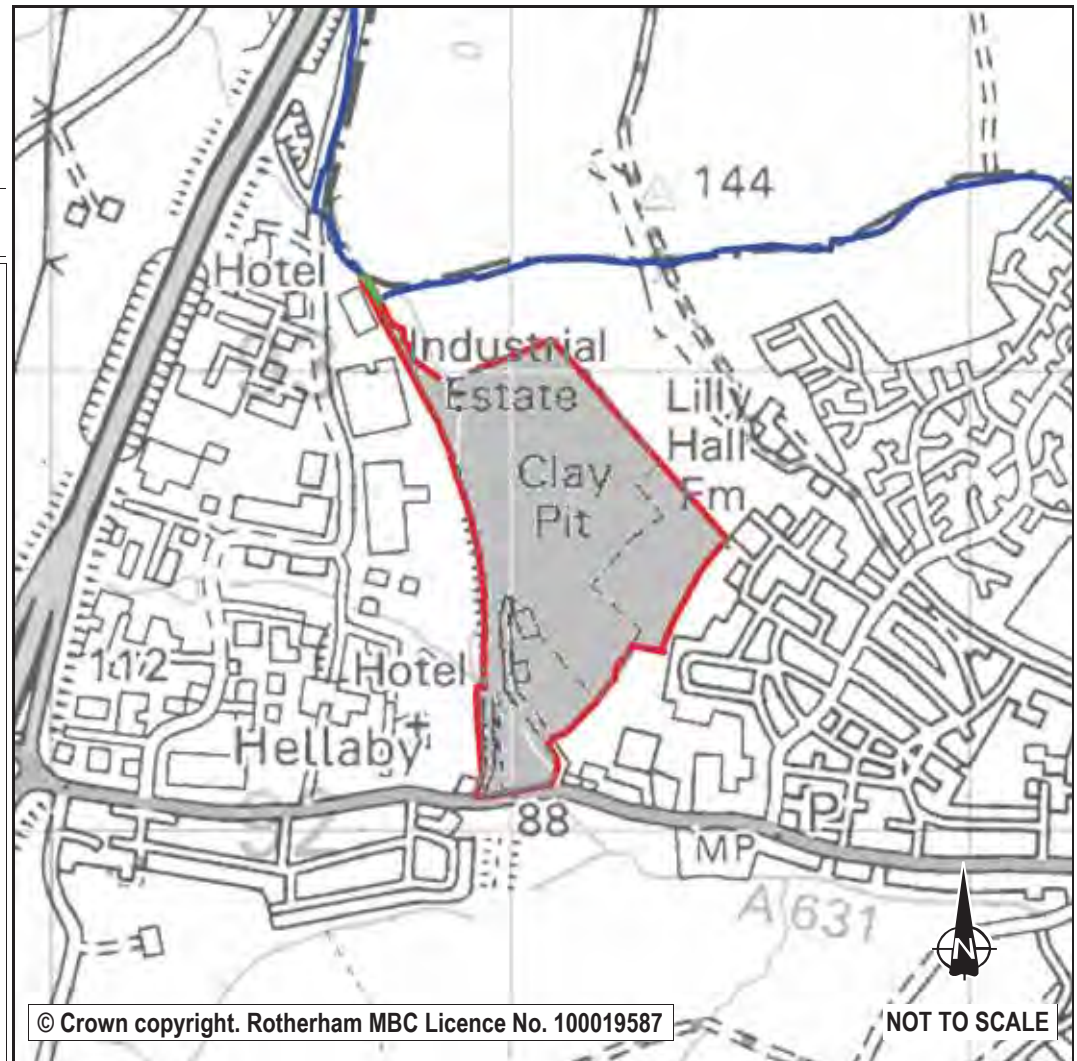 144
Hotel
Industrial
Estate
Lilly
Hall
Fm
Clay
Pit
112
Hotel
Hellaby
88
P
MP
A 631
N
© Crown copyright. Rotherham MBC Licence No. 100019587
NOT TO SCALE